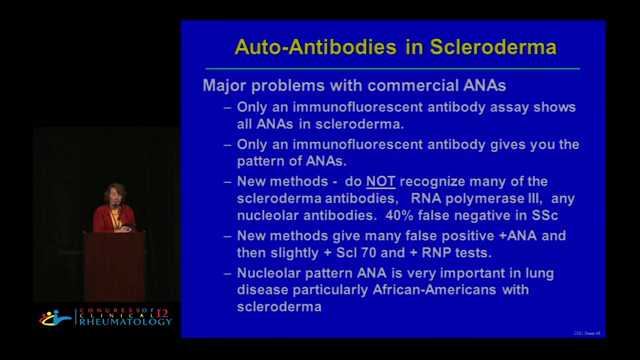 Auto-Antibodies in Scleroderma
Major problems with commercial ANAs
– Only an immunofluorescent antibody assay shows
all ANAs in scleroderma.
– Only an immunofluorescent antibody gives you the
pattern of ANAs.
– New methods - do NOT recognize many of the
scleroderma antibodies, RNA polymerase III, any
nucleolar antibodies. 40% false negative in SSc
– New methods give many false positive +ANA and
then slightly + Scl 70 and + RNP tests.
– Nucleolar pattern ANA is very important in lung
disease particularly African-Americans with
scleroderma
CONGRESS OF
CLINICAL 12
RHEUMATOLOGY